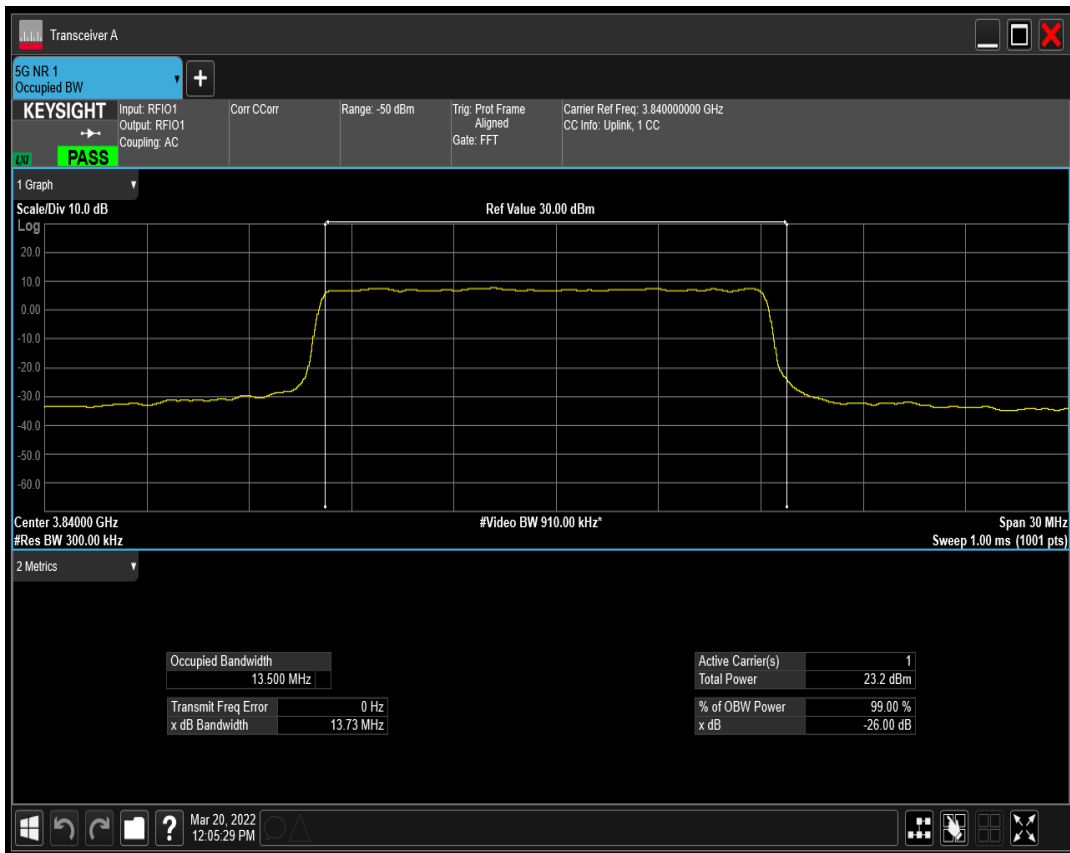 Transceiver A
5G NR 1
Occupied BW
+
KEYSIGHT
LXI
PASS
Input: RFIO1
Output: RFIO1
Coupling: AC
Corr CCorr
Range: -50 dBm
Trig: Prot Frame
Aligned
Gate: FFT
Carrier Ref Freq: 3.840000000 GHz
CC Info: Uplink, 1 CC
1 Graph
Scale/Div 10.0 dB
Ref Value 30.00 dBm
Log
20.0
10.0
0.00
-10.0
-20.0
-30.0
-40.0
-50.0
-60.0
Center 3.84000 GHz
#Video BW 910.00 kHz*
Span 30 MHz
#Res BW 300.00 kHz
Sweep 1.00 ms (1001 pts)
2 Metrics
Occupied Bandwidth
13.500 MHz
Transmit Freq Error 0 Hz
x dB Bandwidth 13.73 MHz
Active Carrier(s) 1
Total Power 23.2 dBm
% of OBW Power 99.00 %
x dB -26.00 dB
?
Mar 20, 2022
12:05:29 PM